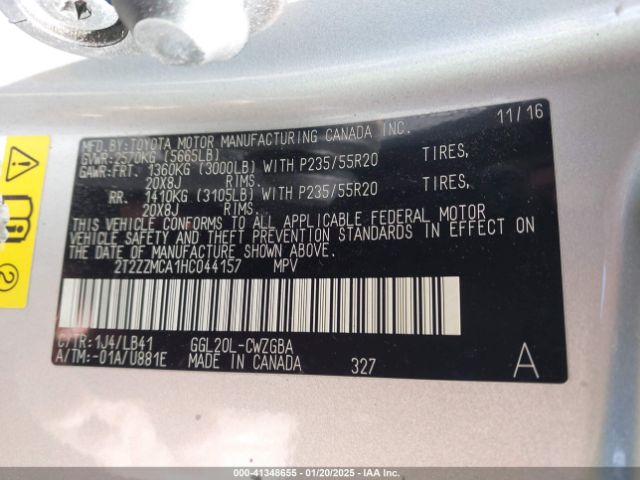 MFD.BY:TOYOTA MOTOR MANUFACTURING CANADA INC. 11/16
GVWR:2570KG (5665LB)
GAWR:FRT. 1360KG (3000LB) WITH P235/55R20 TIRES,
20X8J RIMS.
RR. 1410KG (3105LB) WITH P235/55R20 TIRES,
20X8J RIMS.
THIS VEHICLE CONFORMS TO ALL APPLICABLE FEDERAL MOTOR
VEHICLE SAFETY AND THEFT PREVENTION STANDARDS IN EFFECT ON
THE DATE OF MANUFACTURE SHOWN ABOVE.
2T2ZZMCA1HC044157 MPV
C/TR:1J4/LB41 GGL20L-CWZGBA
A/TM:-01A/U881E MADE IN CANADA 327 A
000-41348655 - 01/20/2025 - IAA Inc.